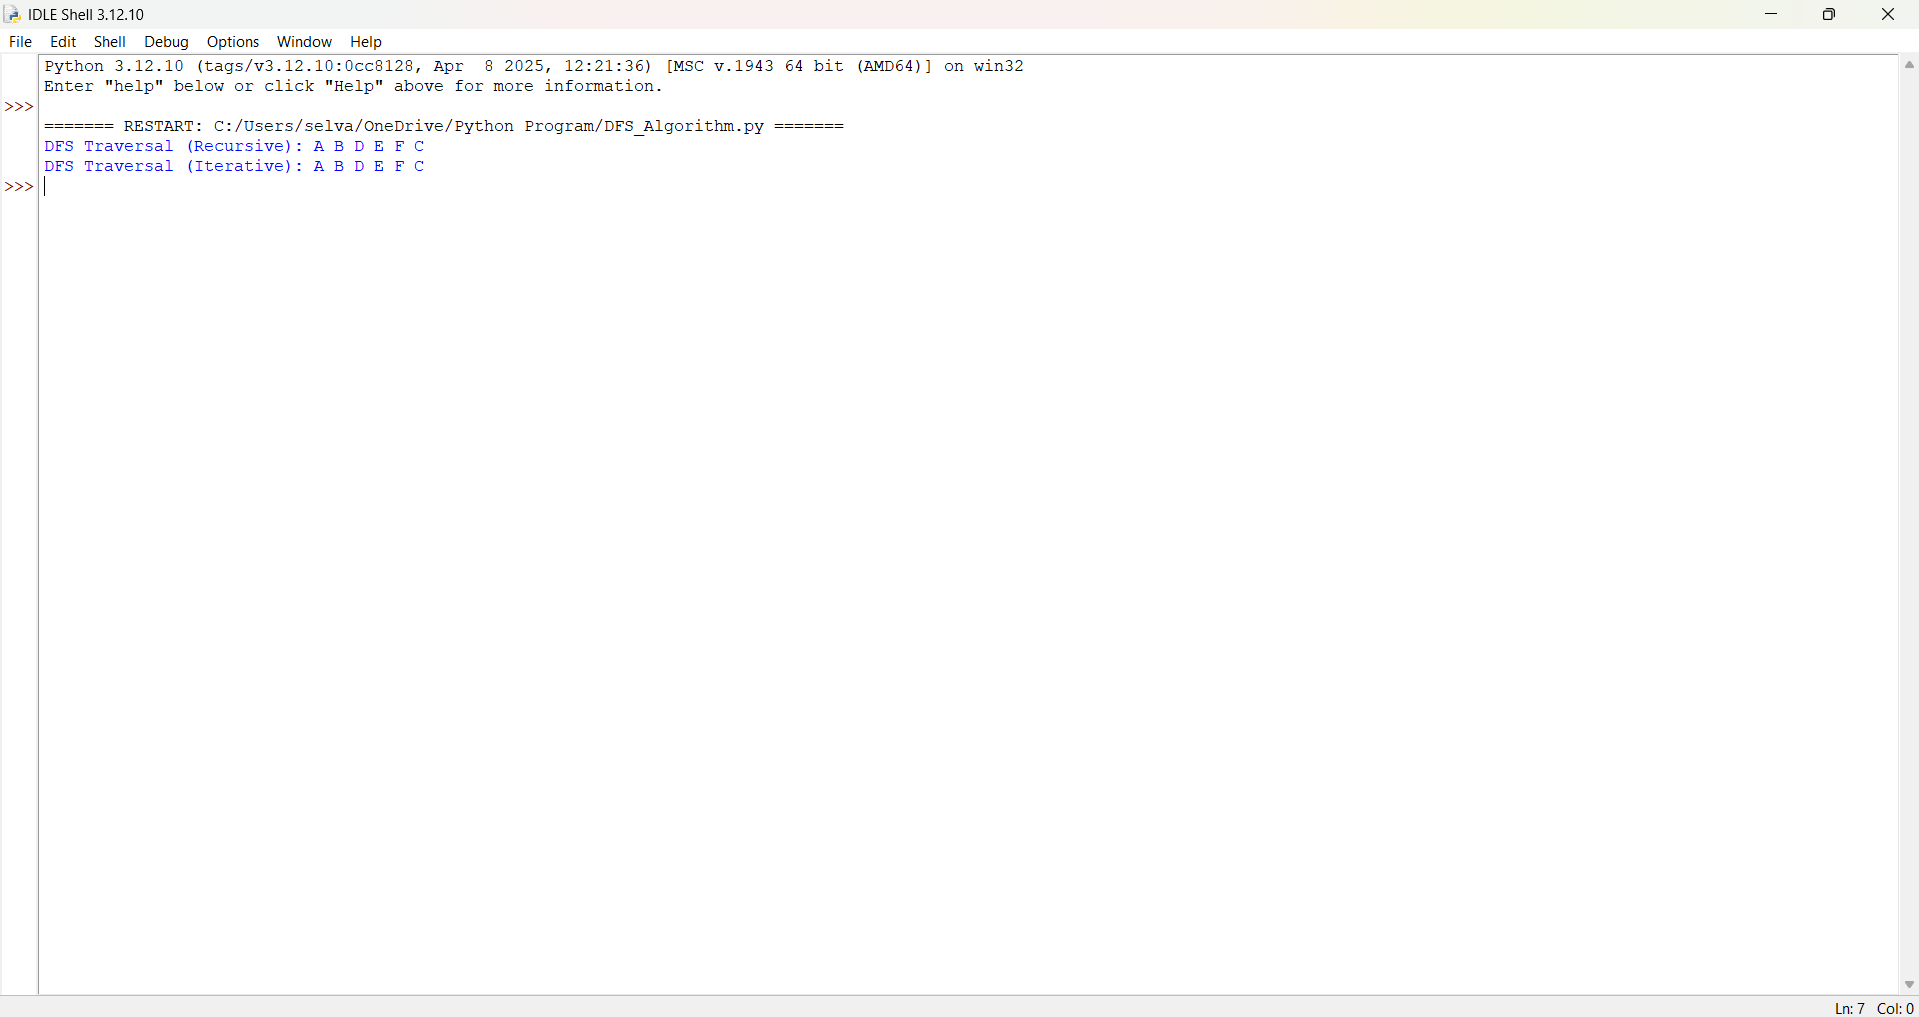 IDLE Shell 3.12.10
File Edit Shell Debug Options Window Help
Python 3.12.10 (tags/v3.12.10:0cc8128, Apr  8 2025, 12:21:36) [MSC v.1943 64 bit (AMD64)] on win32
Enter "help" below or click "Help" above for more information.
>>>
======= RESTART: C:/Users/selva/OneDrive/Python Program/DFS_Algorithm.py =======
DFS Traversal (Recursive): A B D E F C
DFS Traversal (Iterative): A B D E F C
>>>
Ln: 7 Col: 0